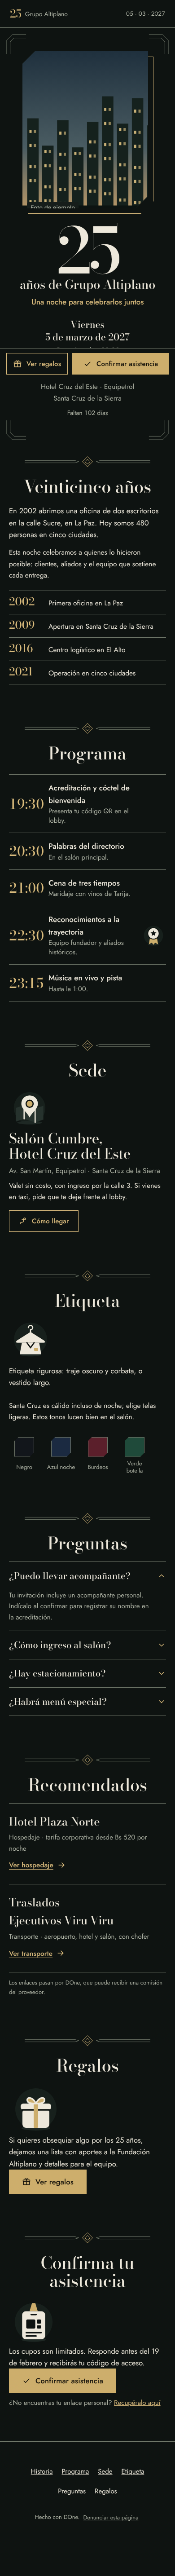 25 Grupo Altiplano
05 · 03 · 2027
25
años de Grupo Altiplano
Una noche para celebrarlos juntos
Viernes
5 de marzo de 2027
Ver regalos
Confirmar asistencia
Hotel Cruz del Este · Equipetrol
Santa Cruz de la Sierra
Faltan 102 días
Veinticinco años
En 2002 abrimos una oficina de dos escritorios
en la calle Sucre, en La Paz. Hoy somos 480
personas en cinco ciudades.
Esta noche celebramos a quienes lo hicieron
posible: clientes, aliados y el equipo que sostiene
cada entrega.
2002 Primera oficina en La Paz
2009 Apertura en Santa Cruz de la Sierra
2016 Centro logístico en El Alto
2021 Operación en cinco ciudades
Programa
19:30 Acreditación y cóctel de
bienvenida
Presenta tu código QR en el
lobby.
20:30 Palabras del directorio
En el salón principal.
21:00 Cena de tres tiempos
Maridaje con vinos de Tarija.
22:30 Reconocimientos a la
trayectoria
Equipo fundador y aliados
históricos.
23:15 Música en vivo y pista
Hasta la 1:00.
Sede
Salón Cumbre,
Hotel Cruz del Este
Av. San Martín, Equipetrol · Santa Cruz de la Sierra
Valet sin costo, con ingreso por la calle 3. Si vienes
en taxi, pide que te deje frente al lobby.
Cómo llegar
Etiqueta
Etiqueta rigurosa: traje oscuro y corbata, o
vestido largo.
Santa Cruz es cálido incluso de noche; elige telas
ligeras. Estos tonos lucen bien en el salón.
Negro
Azul noche
Burdeos
Verde
botella
Preguntas
¿Puedo llevar acompañante?
Tu invitación incluye un acompañante personal.
Indícalo al confirmar para registrar su nombre en
la acreditación.
¿Cómo ingreso al salón?
¿Hay estacionamiento?
¿Habrá menú especial?
Recomendados
Hotel Plaza Norte
Hospedaje · tarifa corporativa desde Bs 520 por
noche
Ver hospedaje
Traslados
Ejecutivos Viru Viru
Transporte · aeropuerto, hotel y salón, con chofer
Ver transporte
Los enlaces pasan por DOne, que puede recibir una comisión
del proveedor.
Regalos
Si quieres obsequiar algo por los 25 años,
dejamos una lista con aportes a la Fundación
Altiplano y detalles para el equipo.
Ver regalos
Confirma tu
asistencia
Los cupos son limitados. Responde antes del 19
de febrero y recibirás tu código de acceso.
Confirmar asistencia
¿No encuentras tu enlace personal? Recupéralo aquí
Historia Programa Sede Etiqueta
Preguntas Regalos
Hecho con DOne. Denunciar esta página